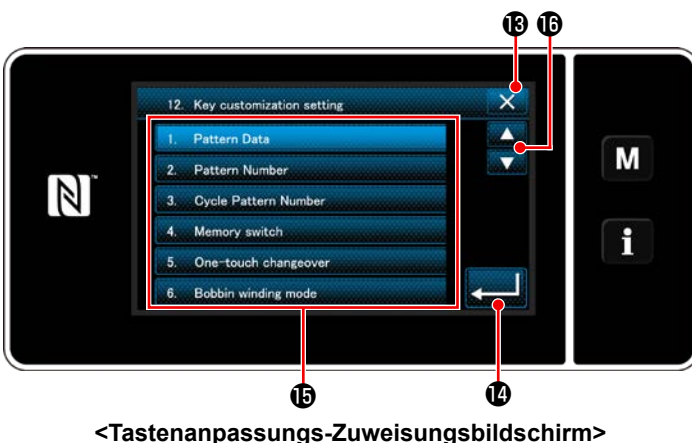 ⓭ ⓰
12. Key customization setting
1. Pattern Data
2. Pattern Number
3. Cycle Pattern Number
4. Memory switch
5. One-touch changeover
6. Bobbin winding mode
M
i
⓯ ⓮
<Tastenanpassungs-Zuweisungsbildschirm>